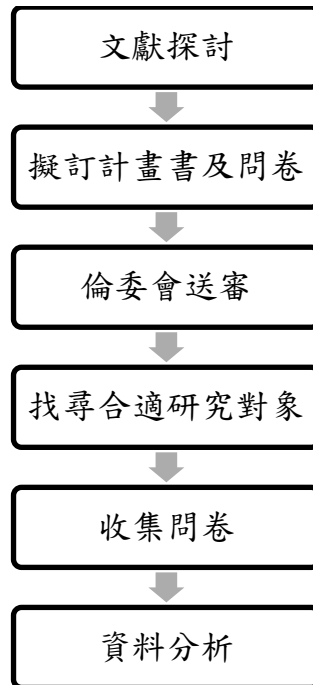 文獻探討
擬訂計畫書及問卷
倫委會送審
找尋合適研究對象
收集問卷
資料分析